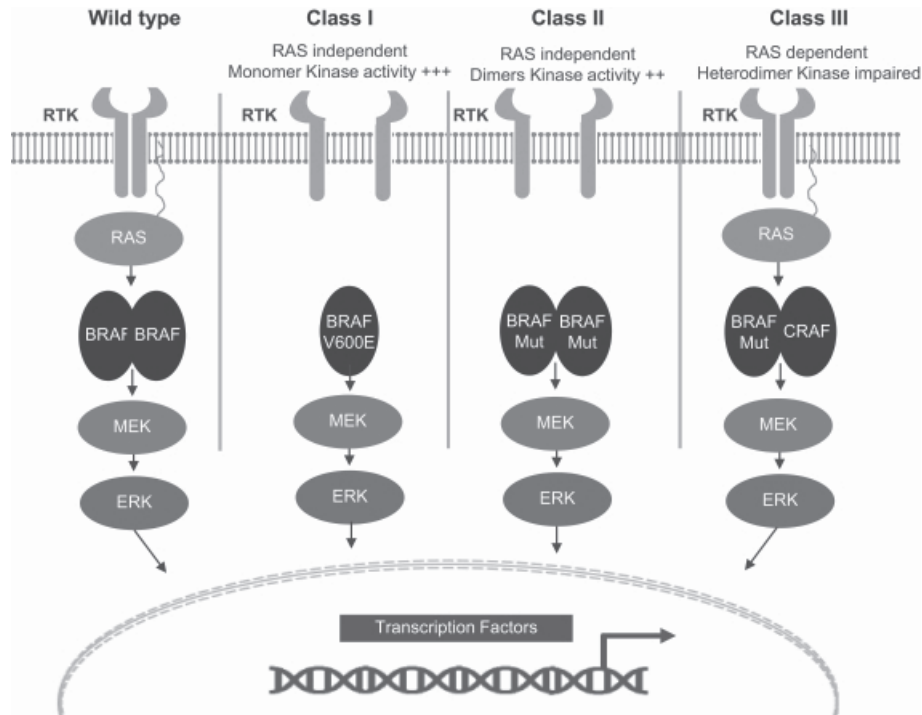 Wild type
Class I
Class II
Class III
RAS independent
Monomer Kinase activity +++
RAS independent
Dimers Kinase activity ++
RAS dependent
Heterodimer Kinase impaired
RTK
RTK
RTK
RTK
RAS
RAS
BRAF BRAF
BRAF
V600E
BRAF
Mut
BRAF
Mut
BRAF
Mut
CRAF
MEK
MEK
MEK
MEK
ERK
ERK
ERK
ERK
Transcription Factors